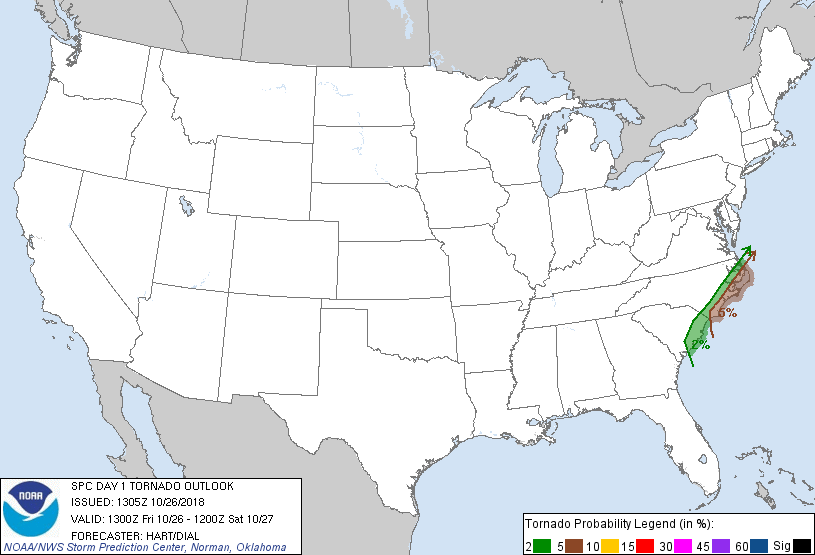 5%
2%
NOAA
SPC DAY 1 TORNADO OUTLOOK
ISSUED: 1305Z 10/26/2018
VALID: 1300Z Fri 10/26 - 1200Z Sat 10/27
FORECASTER: HART/DIAL
NOAA/NWS Storm Prediction Center, Norman, Oklahoma
Tornado Probability Legend (in %):
2 5 10 15 30 45 60 Sig